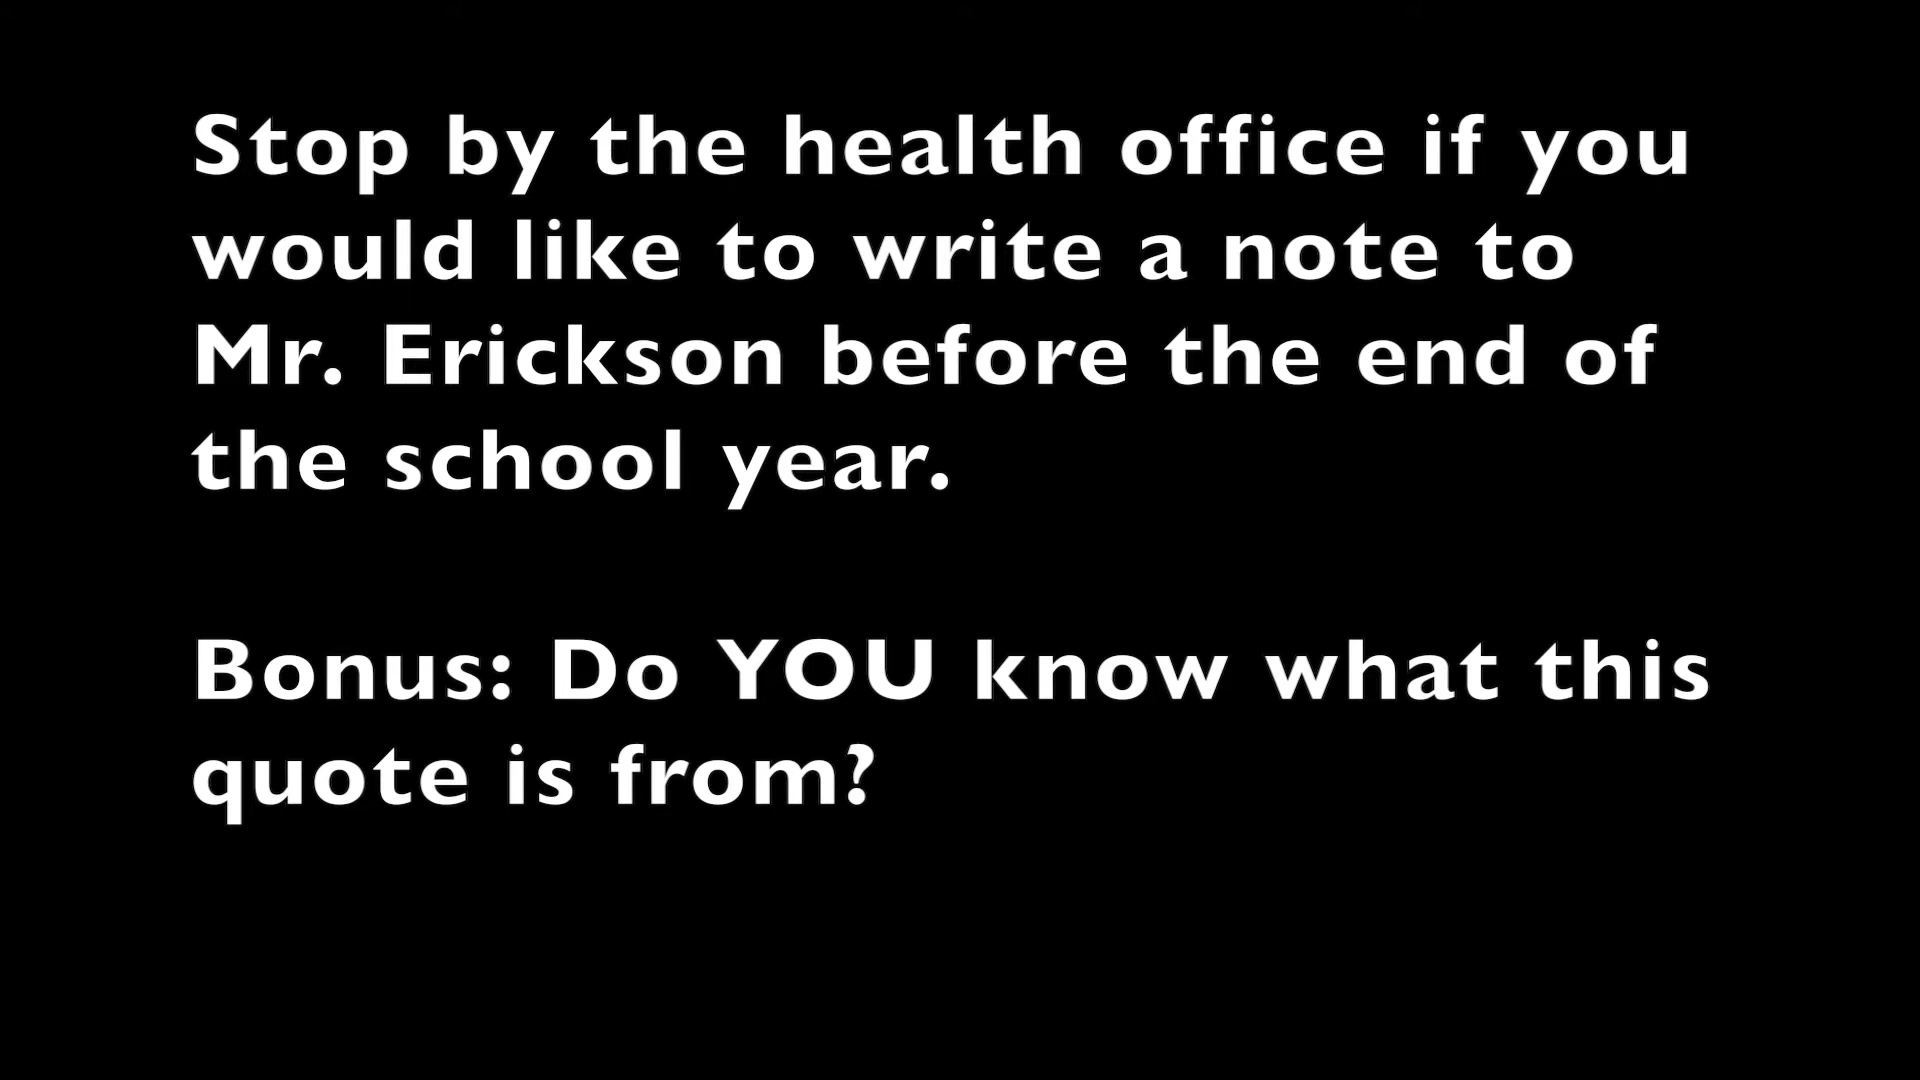 Stop by the health office if you
would like to write a note to
Mr. Erickson before the end of
the school year.
Bonus: Do YOU know what this
quote is from?